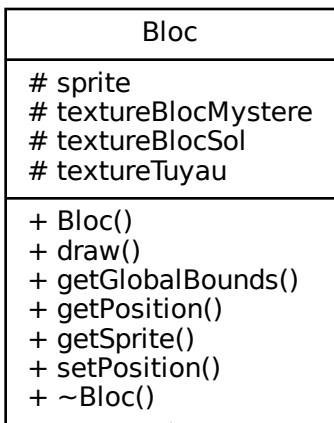 Bloc
# sprite
# textureBlocMystere
# textureBlocSol
# textureTuyau
+ Bloc()
+ draw()
+ getGlobalBounds()
+ getPosition()
+ getSprite()
+ setPosition()
+ ~Bloc()